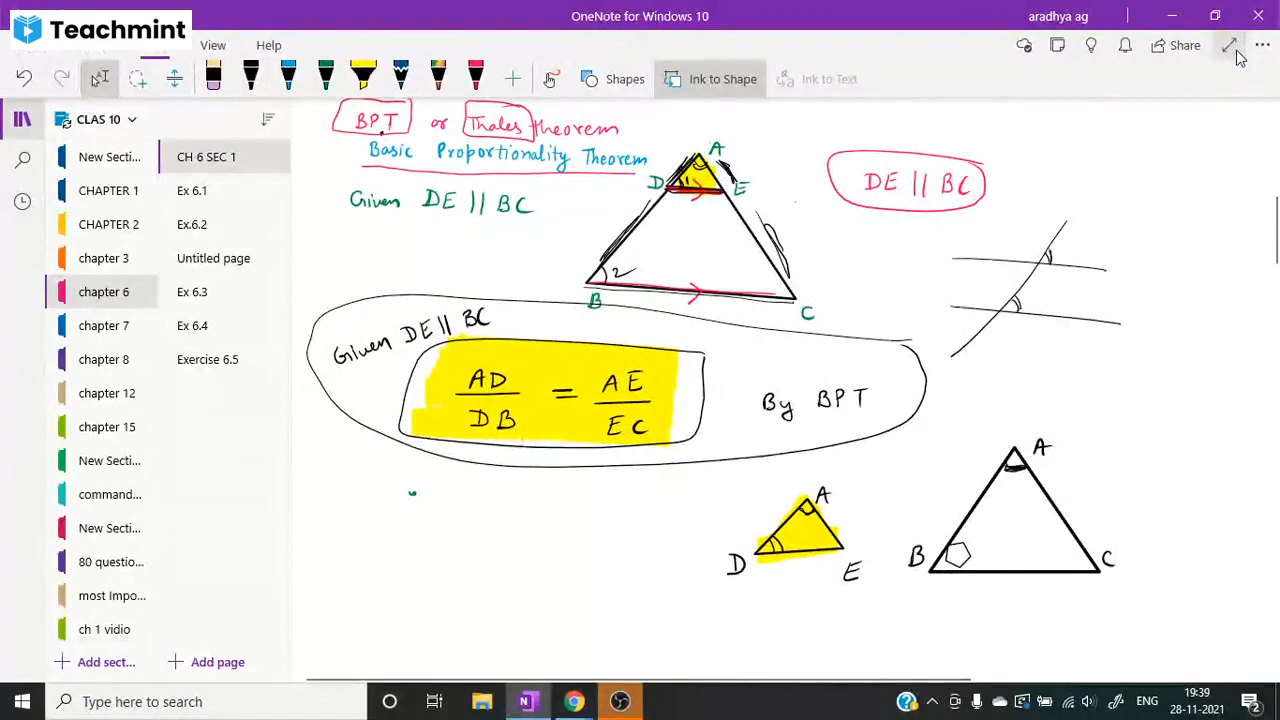 Teachmint
OneNote for Windows 10
aradhya ag
View
Help
Share
Shapes
Ink to Shape
Ink to Text
CLAS 10
New Secti...
CHAPTER 1
CHAPTER 2
chapter 3
chapter 6
chapter 7
chapter 8
chapter 12
chapter 15
New Secti...
command...
New Secti...
80 question...
most Impo...
ch 1 vidio
Add sect...
CH 6 SEC 1
Ex 6.1
Ex.6.2
Untitled page
Ex 6.3
Ex 6.4
Exercise 6.5
Add page
BPT or Thales theorem
Basic Proportionality Theorem
Given DE || BC
A
D
1
E
2
B
C
DE || BC
Given DE || BC
AD
DB
=
AE
EC
By BPT
A
D
E
A
B
C
Type here to search
ENG
19:39
28-11-2021
2